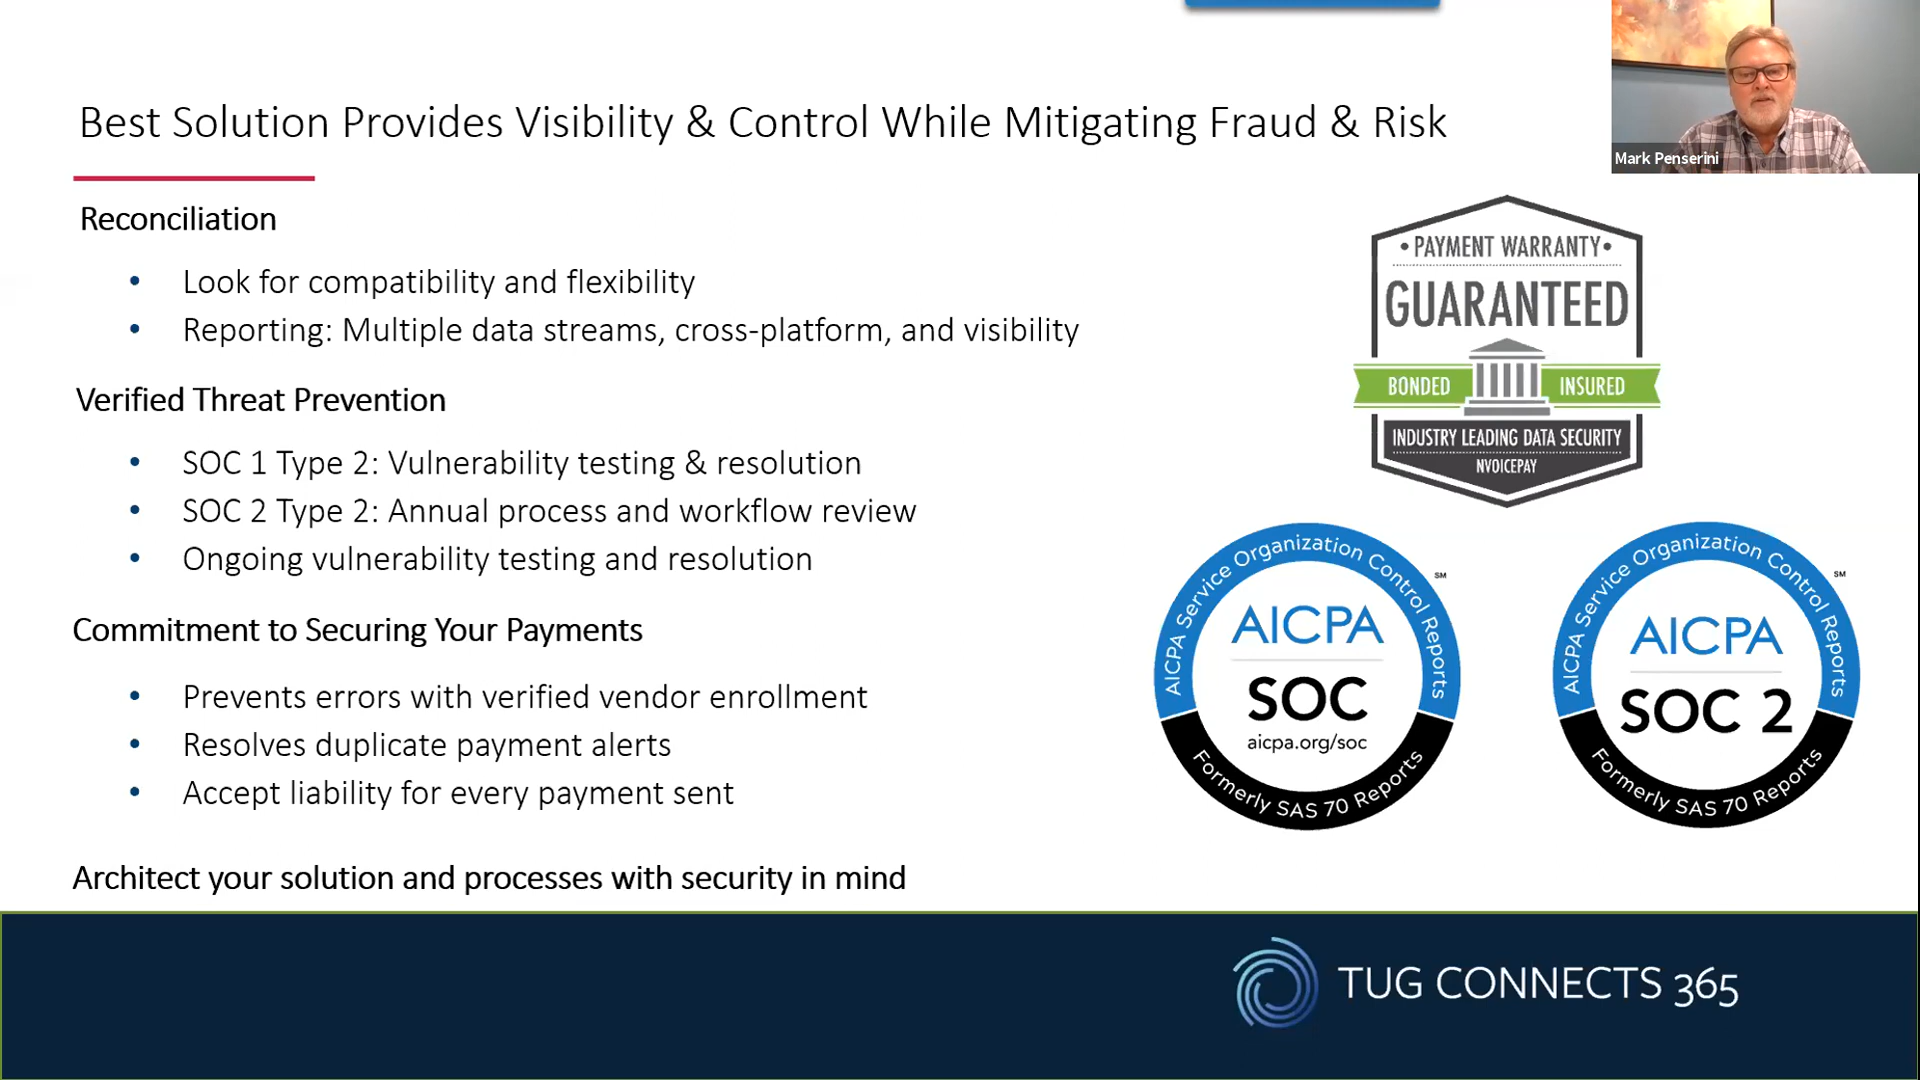 Best Solution Provides Visibility & Control While Mitigating Fraud & Risk
Mark Penserini
Reconciliation
• Look for compatibility and flexibility
• Reporting: Multiple data streams, cross-platform, and visibility
Verified Threat Prevention
• SOC 1 Type 2: Vulnerability testing & resolution
• SOC 2 Type 2: Annual process and workflow review
• Ongoing vulnerability testing and resolution
Commitment to Securing Your Payments
• Prevents errors with verified vendor enrollment
• Resolves duplicate payment alerts
• Accept liability for every payment sent
Architect your solution and processes with security in mind
•PAYMENT WARRANTY•
GUARANTEED
BONDED INSURED
INDUSTRY LEADING DATA SECURITY
NVOICEPAY
AICPA Service Organization Control Reports
SM
AICPA
SOC
aicpa.org/soc
Formerly SAS 70 Reports
AICPA Service Organization Control Reports
SM
AICPA
SOC 2
Formerly SAS 70 Reports
TUG CONNECTS 365